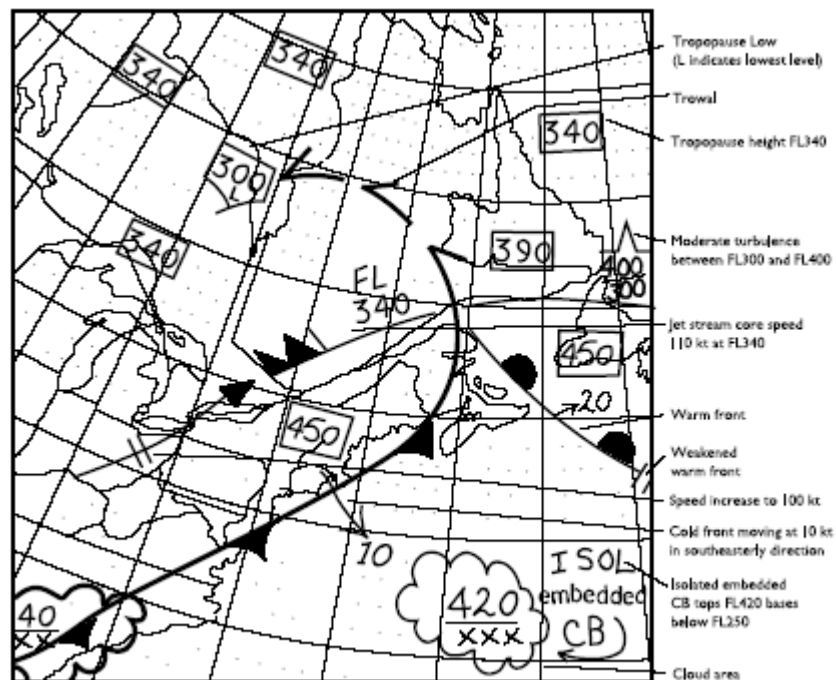 340
340
340
300
L
340
390
400
300
FL
340
450
450
20
10
40
XX
420
XXX
ISOL
embedded
CB
Tropopause Low
(L indicates lowest level)
Trowal
Tropopause height FL340
Moderate turbulence
between FL300 and FL400
Jet stream core speed
110 kt at FL340
Warm front
Weakened
warm front
Speed increase to 100 kt
Cold front moving at 10 kt
in southeasterly direction
Isolated embedded
CB tops FL420 bases
below FL250
Cloud area